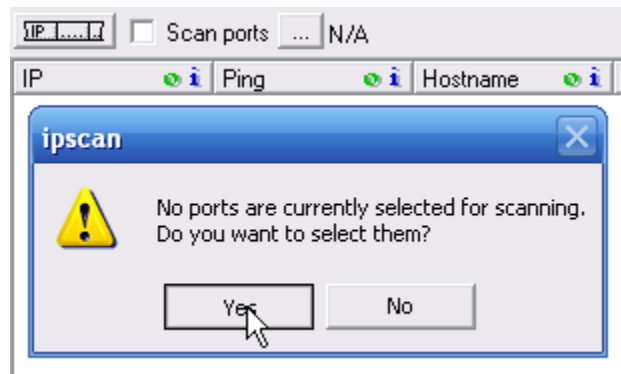 IP
Scan ports ... N/A
IP Ping Hostname
ipscan
No ports are currently selected for scanning.
Do you want to select them?
Yes No